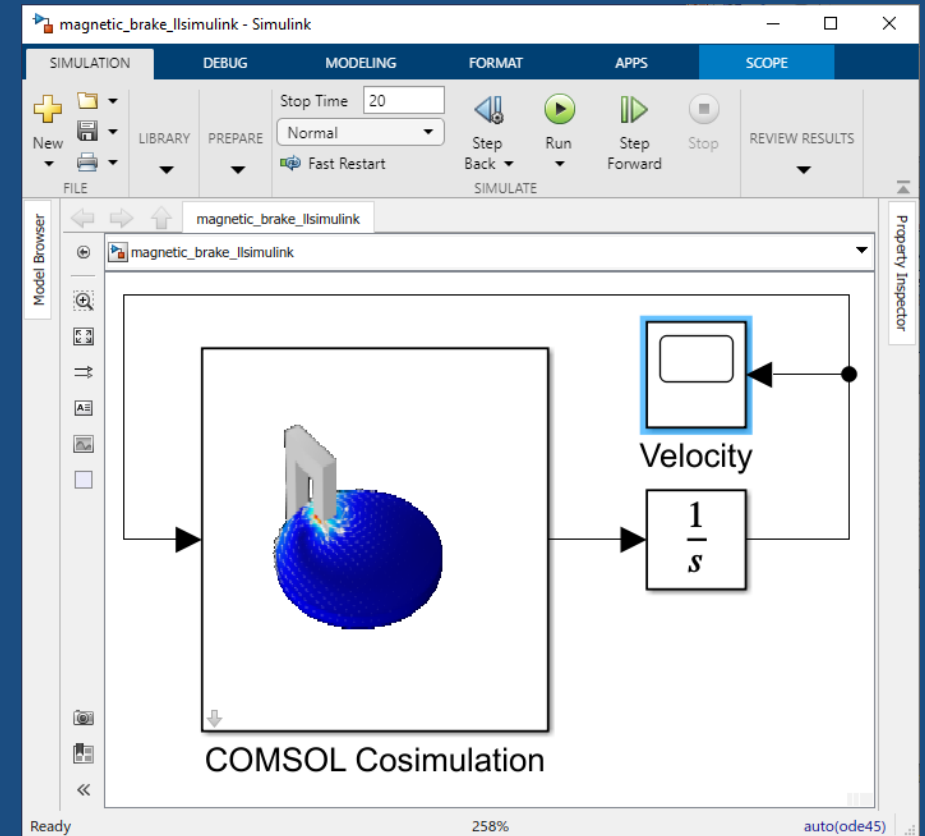 magnetic_brake_llsimulink - Simulink
SIMULATION DEBUG MODELING FORMAT APPS SCOPE
New
FILE
LIBRARY
PREPARE
Stop Time 20
Normal
Fast Restart
Step Back
Run
Step Forward
Stop
SIMULATE
REVIEW RESULTS
Model Browser
magnetic_brake_llsimulink
magnetic_brake_llsimulink
Property Inspector
A
Velocity
1
s
COMSOL Cosimulation
Ready 258% auto(ode45)